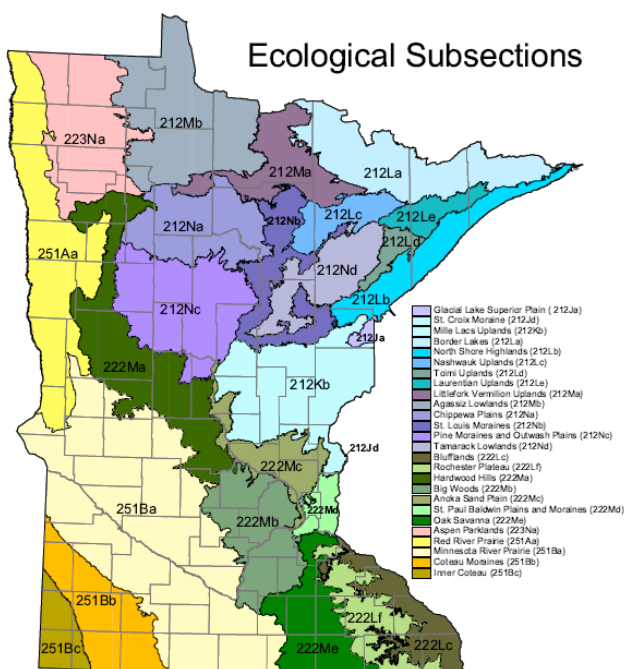 Ecological Subsections
223Na
212Mb
212Ma
212La
212Na
212Nb
212Lc
212Le
212Ld
251Aa
212Nd
212Nc
212Lb
212Ja
222Ma
212Kb
212Jd
222Mc
251Ba
222Mb
222Md
251Bb
222Lf
251Bc
222Me
222Lc
Glacial Lake Superior Plain ( 212Ja)
St. Croix Moraine (212Jd)
Mille Lacs Uplands (212Kb)
Border Lakes (212La)
North Shore Highlands (212Lb)
Nashwauk Uplands (212Lc)
Toimi Uplands (212Ld)
Laurentian Uplands (212Le)
Littlefork Vermilion Uplands (212Ma)
Agassiz Lowlands (212Mb)
Chippewa Plains (212Na)
St. Louis Moraines (212Nb)
Pine Moraines and Outwash Plains (212Nc)
Tamarack Lowlands (212Nd)
Blufflands (222Lc)
Rochester Plateau (222Lf)
Hardwood Hills (222Ma)
Big Woods (222Mb)
Anoka Sand Plain (222Mc)
St. Paul Baldwin Plains and Moraines (222Md)
Oak Savanna (222Me)
Aspen Parklands (223Na)
Red River Prairie (251Aa)
Minnesota River Prairie (251Ba)
Coteau Moraines (251Bb)
Inner Coteau (251Bc)